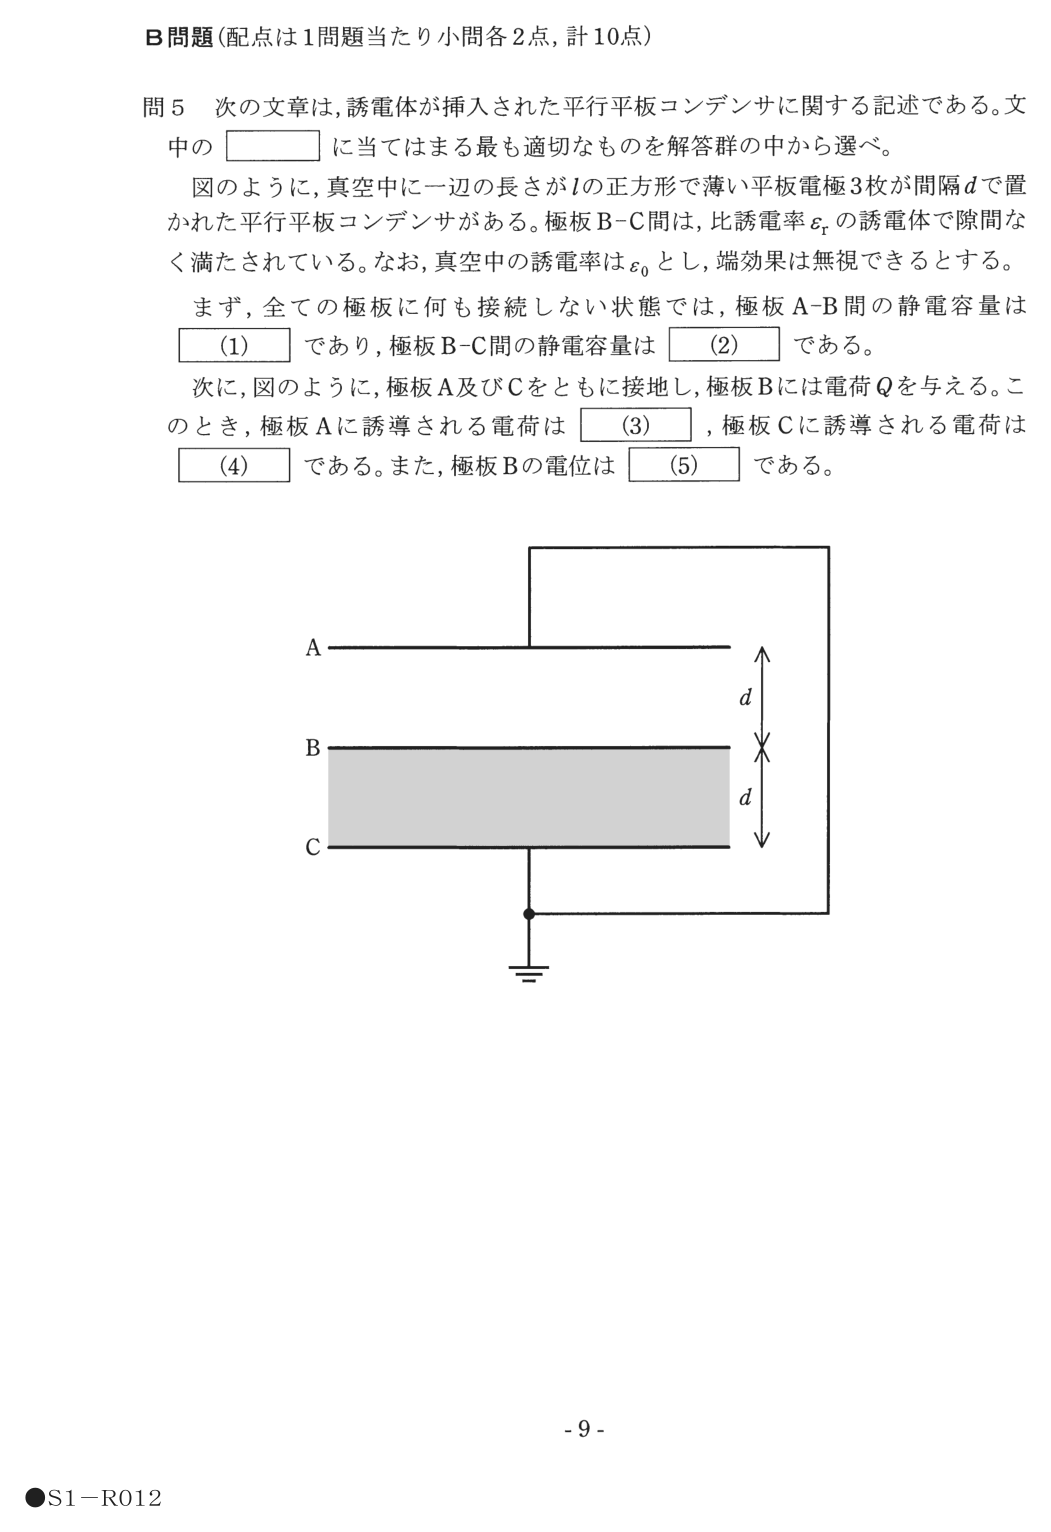 B問題(配点は1問題当たり小問各2点,計10点)
問5 次の文章は,誘電体が挿入された平行平板コンデンサに関する記述である。文
中の に当てはまる最も適切なものを解答群の中から選べ。
図のように,真空中に一辺の長さがlの正方形で薄い平板電極3枚が間隔dで置
かれた平行平板コンデンサがある。極板B-C間は,比誘電率εrの誘電体で隙間な
く満たされている。なお,真空中の誘電率はε0とし,端効果は無視できるとする。
まず,全ての極板に何も接続しない状態では,極板A-B間の静電容量は
(1) であり,極板B-C間の静電容量は (2) である。
次に,図のように,極板A及びCをともに接地し,極板Bには電荷Qを与える。こ
のとき,極板Aに誘導される電荷は (3) ,極板Cに誘導される電荷は
(4) である。また,極板Bの電位は (5) である。
A
d
B
d
C
- 9 -
●S1-R012